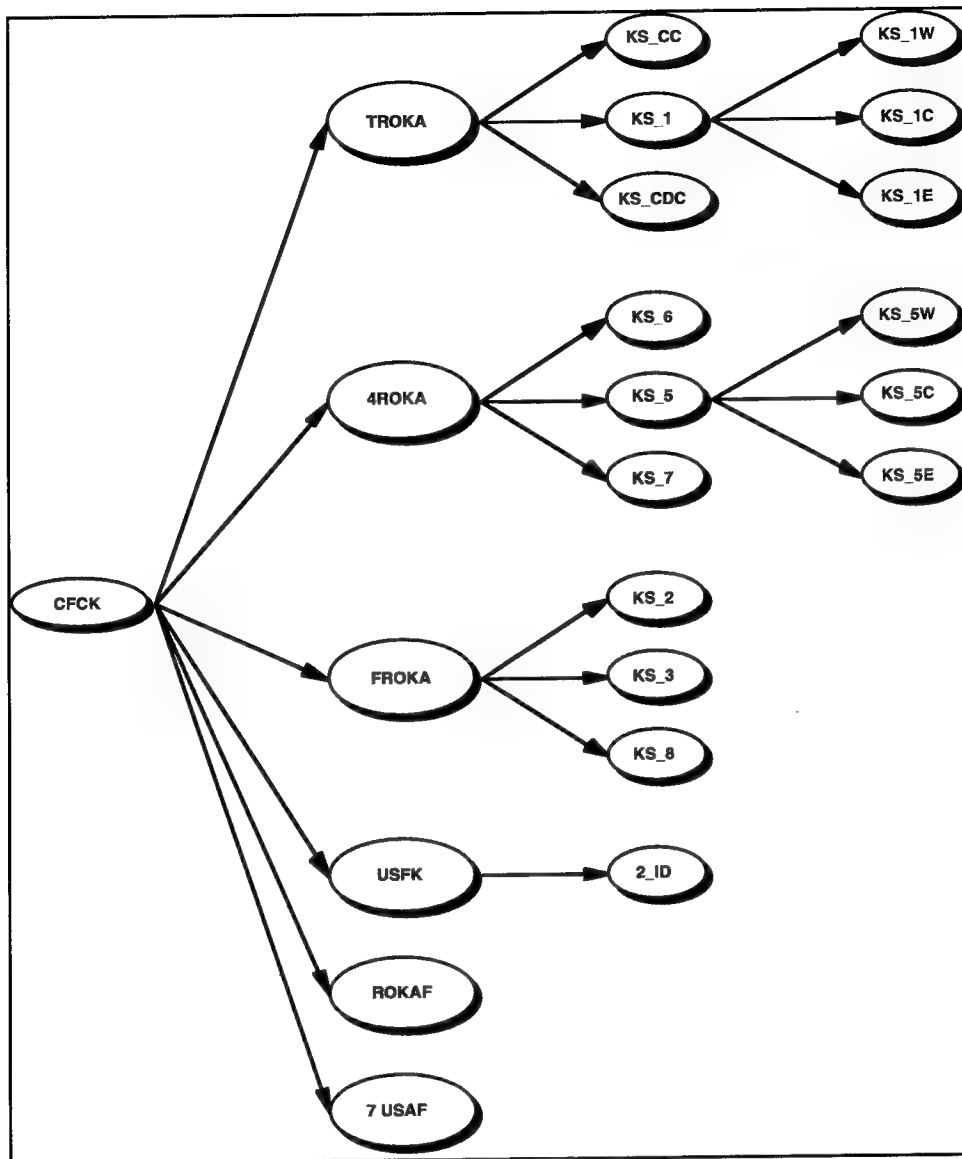 KS_CC
KS_1W
TROKA
KS_1
KS_1C
KS_CDC
KS_1E
KS_6
KS_5W
4ROKA
KS_5
KS_5C
KS_7
KS_5E
CFCK
KS_2
FROKA
KS_3
KS_8
USFK
2_ID
ROKAF
7 USAF